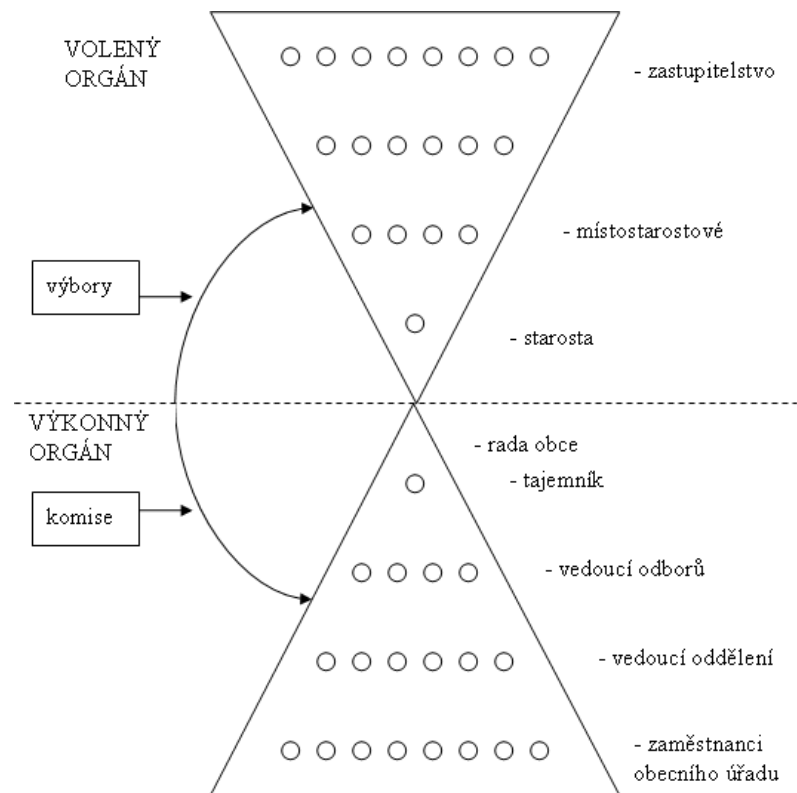 VOLENÝ
ORGÁN
- zastupitelstvo
- místostarostové
výbory
- starosta
VÝKONNÝ
ORGÁN
- rada obce
- tajemník
komise
- vedoucí odborů
- vedoucí oddělení
- zaměstnanci
obecního úřadu